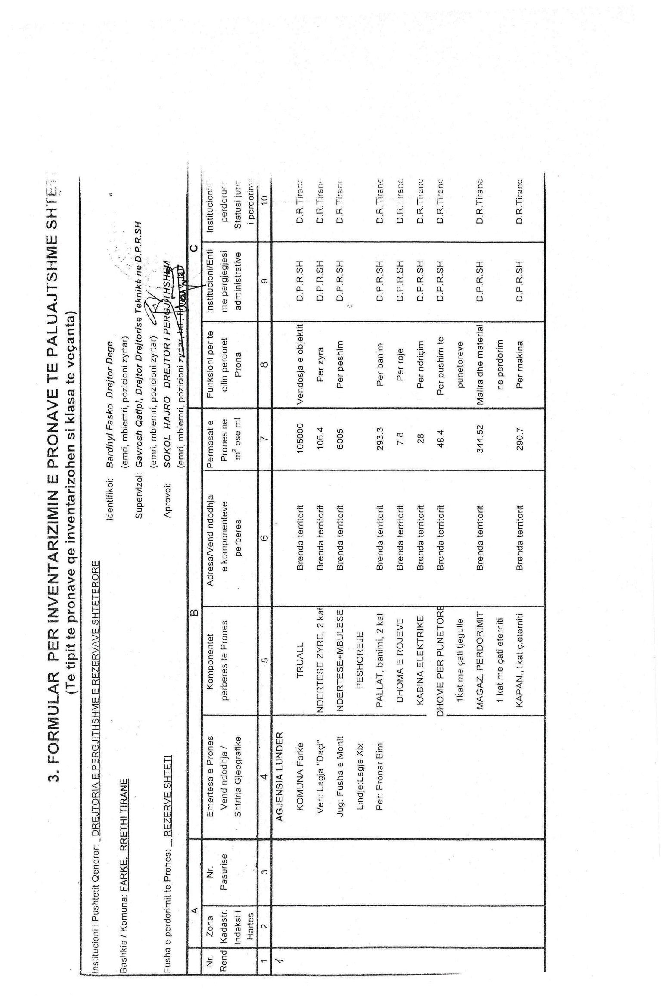 3. FORMULAR PER INVENTARIZIMIN E PRONAVE TE PALUAJTSHME SHTET
(Te tipit te pronave qe inventarizohen si klasa te veçanta)
Institucioni i Pushtetit Qendror: _ DREJTORIA E PERGJITHSHME E REZERVAVE SHTETERORE
Identifikoi: Bardhyl Fasko Drejtor Dege
Bashkia / Komuna: FARKE, RRETHI TIRANE
(emri, mbiemri, pozicioni zyrtar)
Supervizoi: Gavrosh Qatipi, Drejtor Drejtorise Teknike ne D.P.R.SH
(emri, mbiemri, pozicioni zyrtar)
Fusha e perdorimit te Prones: __ REZERVE SHTETI
Aprovoi: SOKOL HAJRO DREJTOR I PERGJITHSHEM
(emri, mbiemri, pozicioni zyrtar, tel.,
A B C
Nr. Zona Nr. Emertesa e Prones Komponentet Adresa/Vend ndodhja Permasat e Funksioni per te Institucioni/Enti Institucioni
Rend Kadastr. Pasurise Vend ndodhja / perberes te Prones e komponenteve Prones ne cilin perdoret me pergjegjesi perdorue
Indeksi i Shtrirja Gjeografike perberes m² ose ml Prona administrative Statusi juri
Hartes i perdorim
1 2 3 4 5 6 7 8 9 10
1 AGJENSIA LUNDER
KOMUNA Farke TRUALL Brenda territorit 105000 Vendosja e objektit D.P.R.SH D.R.Tirane
Veri: Lagja "Daçi" NDERTESE ZYRE, 2 kat Brenda territorit 106.4 Per zyra D.P.R.SH D.R.Tiran
Jug: Fusha e Monit NDERTESE+MBULESE Brenda territorit 6005 Per peshim D.P.R.SH D.R.Tirane
Lindje:Lagja Xix PESHOREJE
Per: Pronar Bim PALLAT, banimi, 2 kat Brenda territorit 293.3 Per banim D.P.R.SH D.R.Tirane
DHOMA E ROJEVE Brenda territorit 7.8 Per roje D.P.R.SH D.R.Tirane
KABINA ELEKTRIKE Brenda territorit 28 Per ndriçim D.P.R.SH D.R.Tirane
DHOME PER PUNETORE Brenda territorit 48.4 Per pushim te D.P.R.SH D.R.Tirane
1kat me çati tjegulle punetoreve
MAGAZ. PERDORIMIT Brenda territorit 344.52 Mallra dhe material D.P.R.SH D.R.Tirane
1 kat me çati eterniti ne perdorim
KAPAN.,1kat ç.eterniti Brenda territorit 290.7 Per makina D.P.R.SH D.R.Tirane